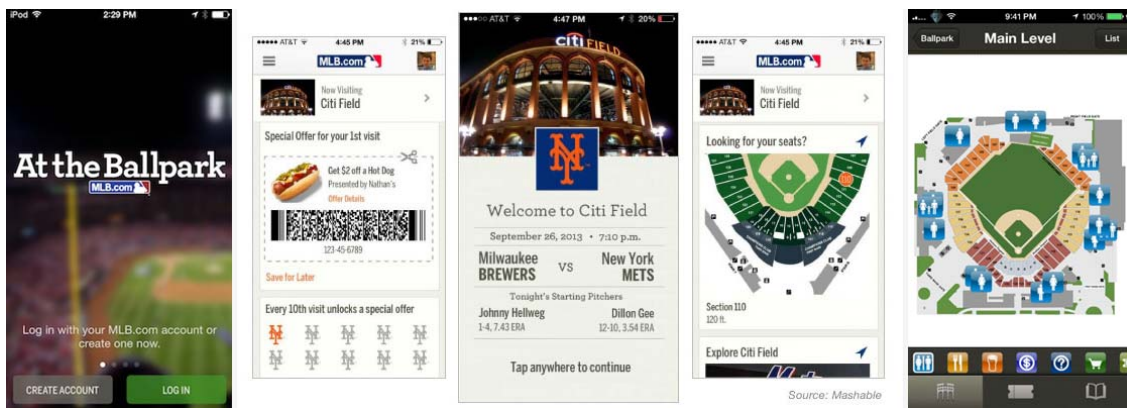 iPod
2:29 PM
At the Ballpark
MLB.com
Log in with your MLB.com account or
create one now.
CREATE ACCOUNT
LOG IN
AT&T
4:45 PM
21%
MLB.com
Now Visiting
Citi Field
Special Offer for your 1st visit
Get $2 off a Hot Dog
Presented by Nathan's
Offer Details
123-45-6789
Save for Later
Every 10th visit unlocks a special offer
AT&T
4:47 PM
20%
citi FIELD
NY
Welcome to Citi Field
September 26, 2013 • 7:10 p.m.
Milwaukee
BREWERS
VS
New York
METS
Tonight's Starting Pitchers
Johnny Hellweg
1-4, 7.43 ERA
Dillon Gee
12-10, 3.54 ERA
Tap anywhere to continue
AT&T
4:45 PM
21%
MLB.com
Now Visiting
Citi Field
Looking for your seats?
Section 110
120 ft.
Explore Citi Field
Mets
Source: Mashable
9:41 PM
100%
Ballpark
Main Level
List